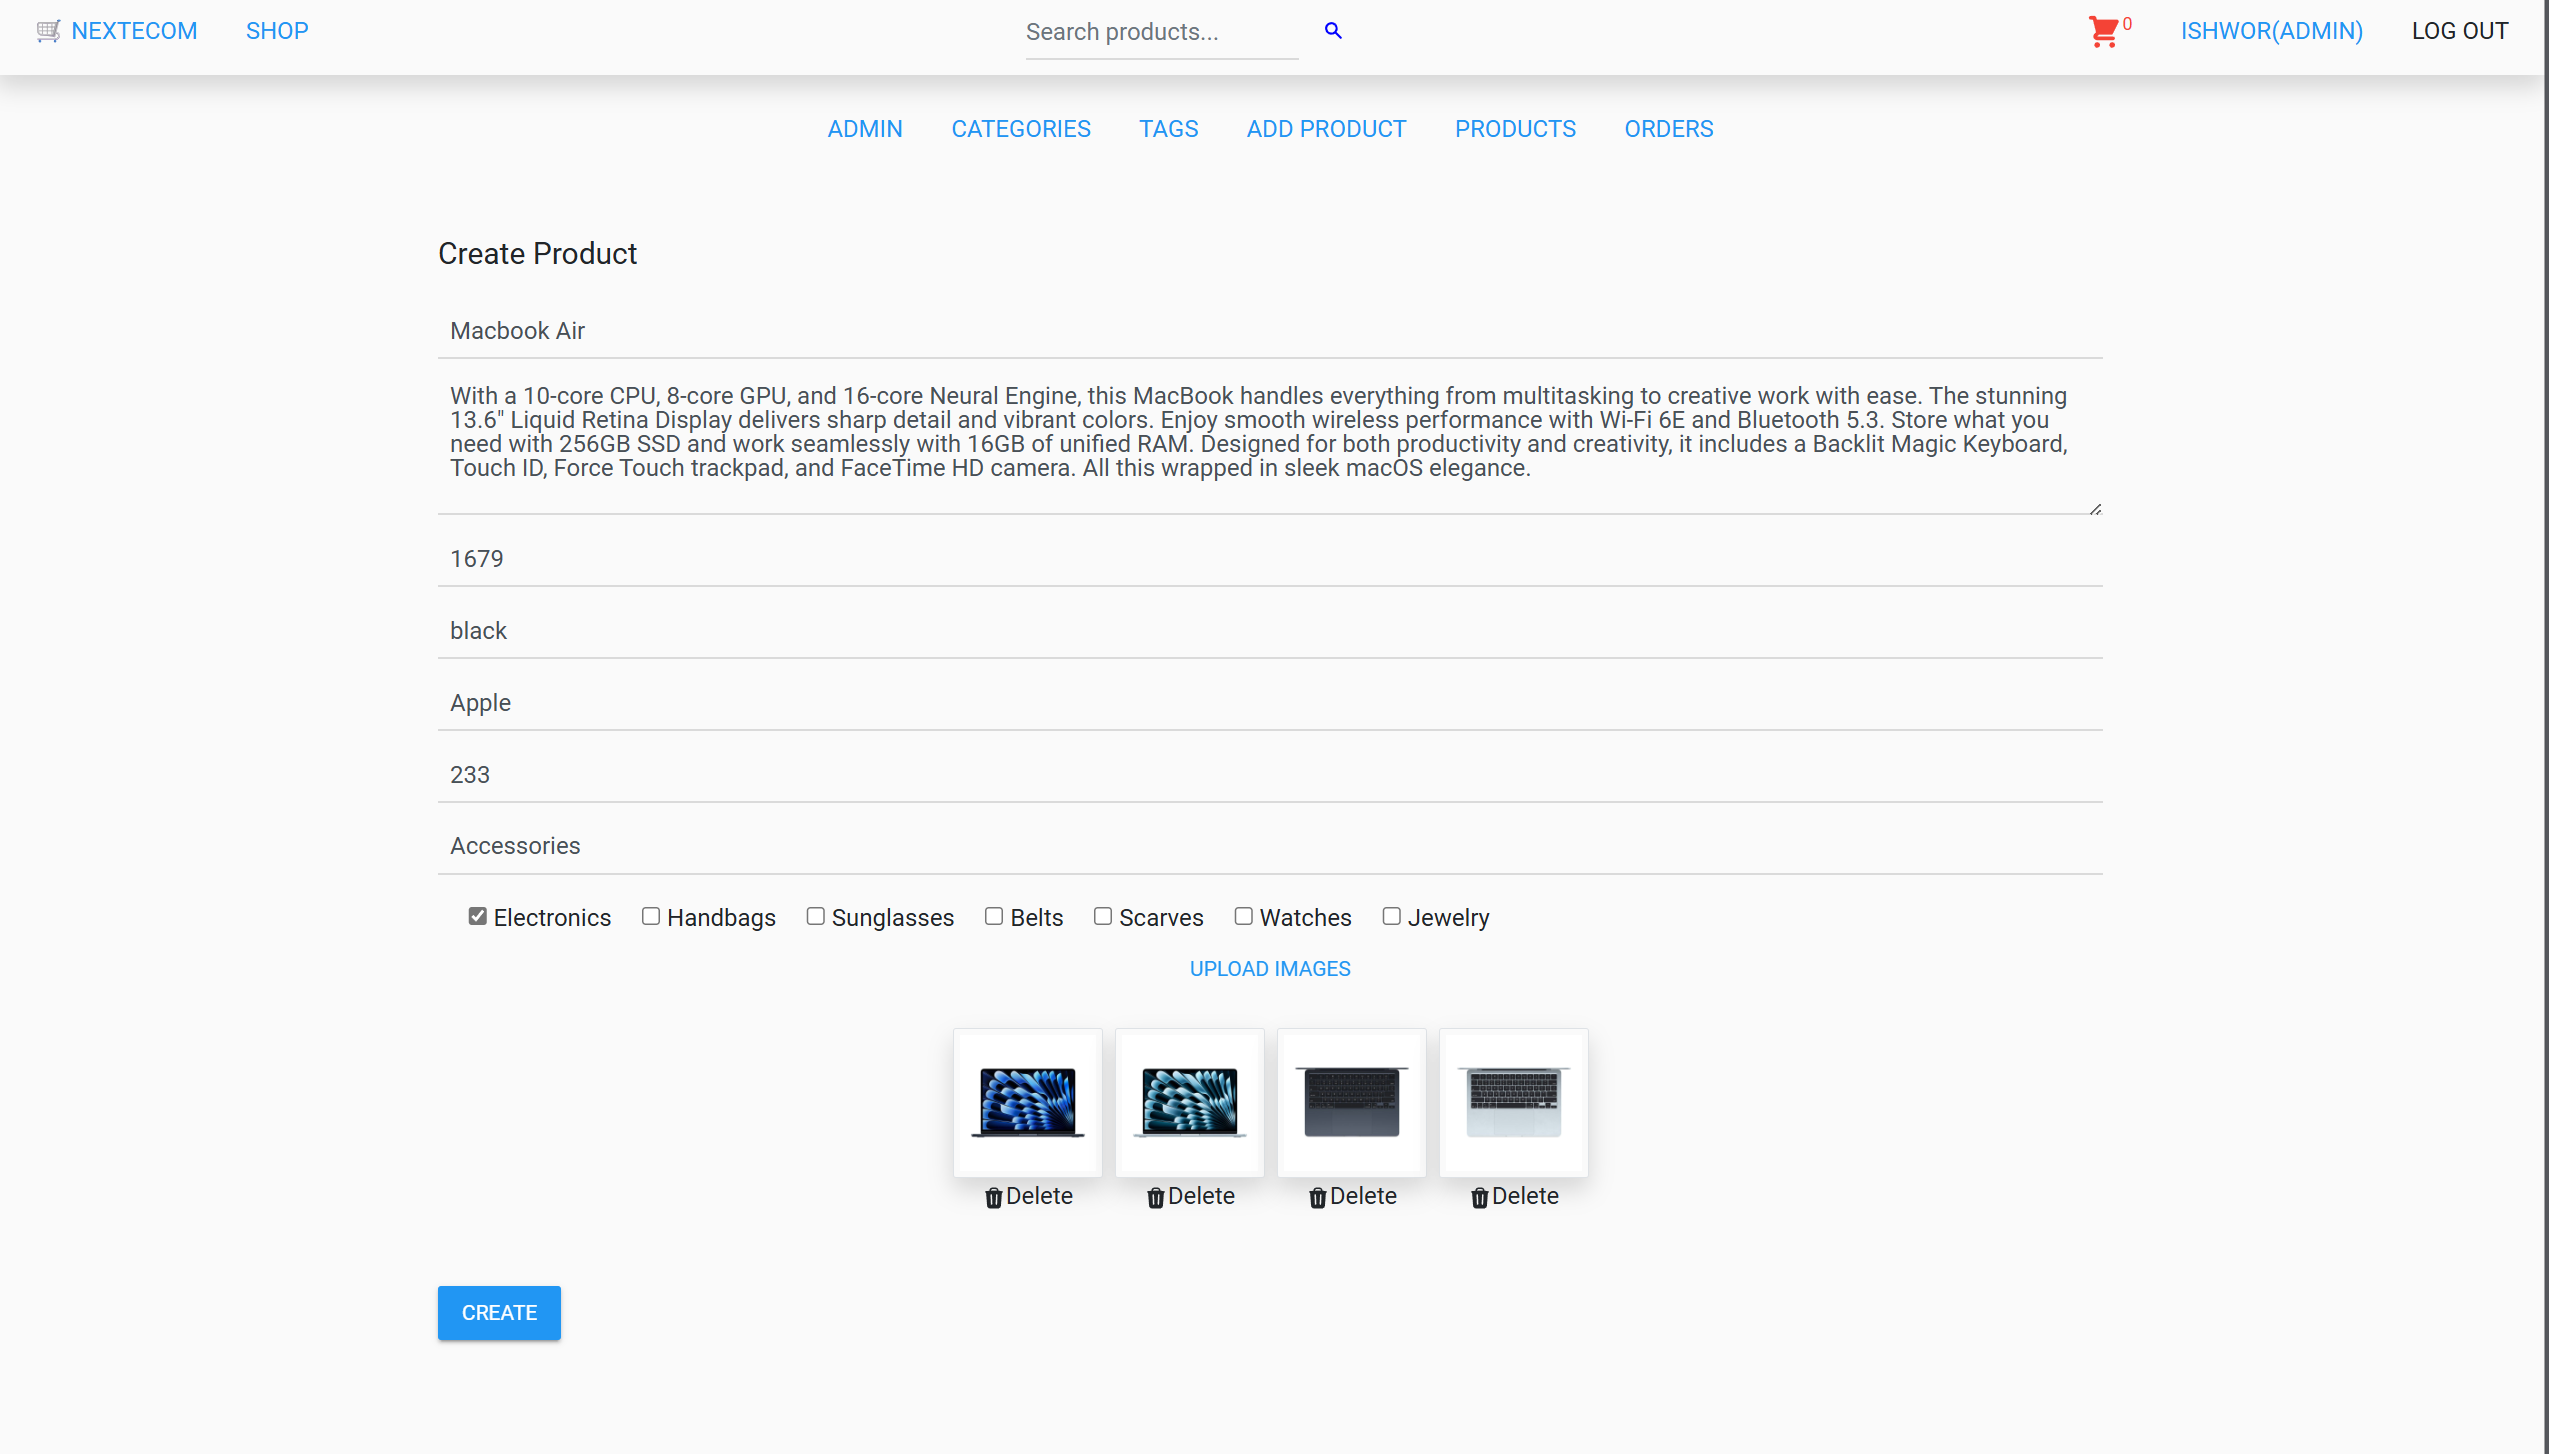 NEXTECOM SHOP Search products... 0 ISHWOR(ADMIN) LOG OUT
ADMIN CATEGORIES TAGS ADD PRODUCT PRODUCTS ORDERS
Create Product
Macbook Air
With a 10-core CPU, 8-core GPU, and 16-core Neural Engine, this MacBook handles everything from multitasking to creative work with ease. The stunning
13.6" Liquid Retina Display delivers sharp detail and vibrant colors. Enjoy smooth wireless performance with Wi-Fi 6E and Bluetooth 5.3. Store what you
need with 256GB SSD and work seamlessly with 16GB of unified RAM. Designed for both productivity and creativity, it includes a Backlit Magic Keyboard,
Touch ID, Force Touch trackpad, and FaceTime HD camera. All this wrapped in sleek macOS elegance.
1679
black
Apple
233
Accessories
Electronics Handbags Sunglasses Belts Scarves Watches Jewelry
UPLOAD IMAGES
Delete Delete Delete Delete
CREATE